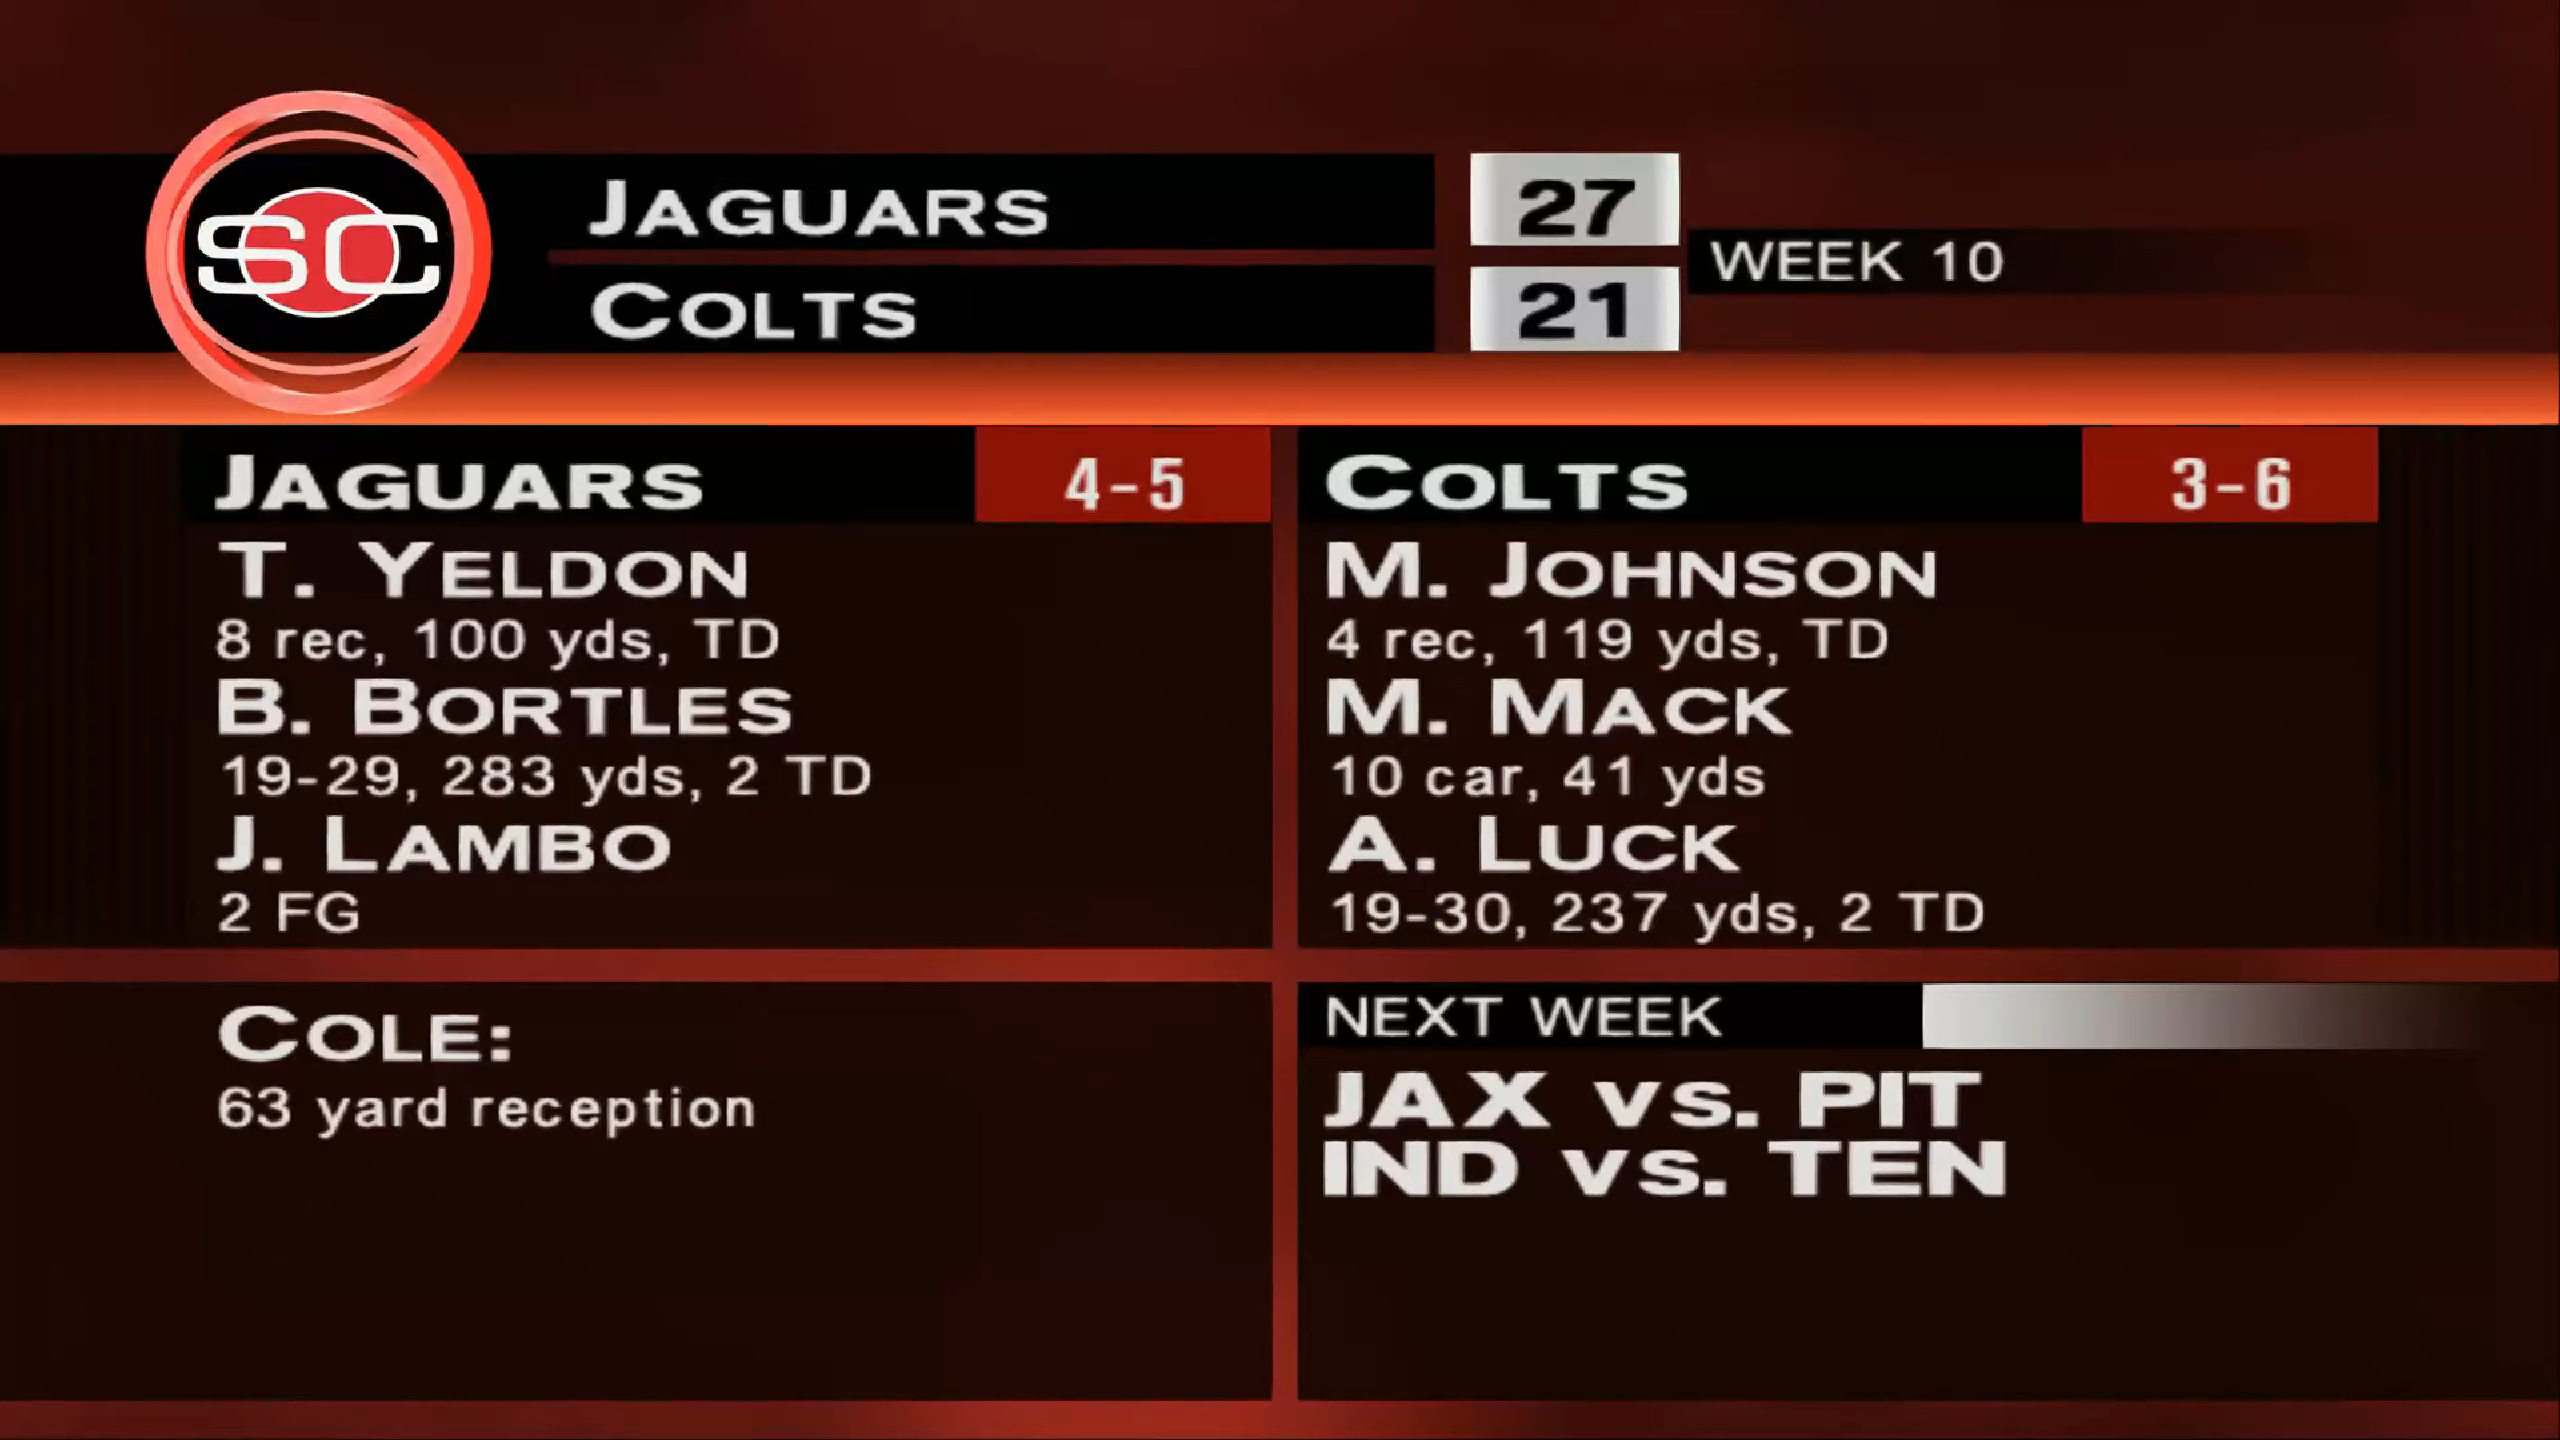 SC
JAGUARS 27
COLTS 21
WEEK 10
JAGUARS 4-5
T. YELDON
8 rec, 100 yds, TD
B. BORTLES
19-29, 283 yds, 2 TD
J. LAMBO
2 FG
COLTS 3-6
M. JOHNSON
4 rec, 119 yds, TD
M. MACK
10 car, 41 yds
A. LUCK
19-30, 237 yds, 2 TD
COLE:
63 yard reception
NEXT WEEK
JAX vs. PIT
IND vs. TEN